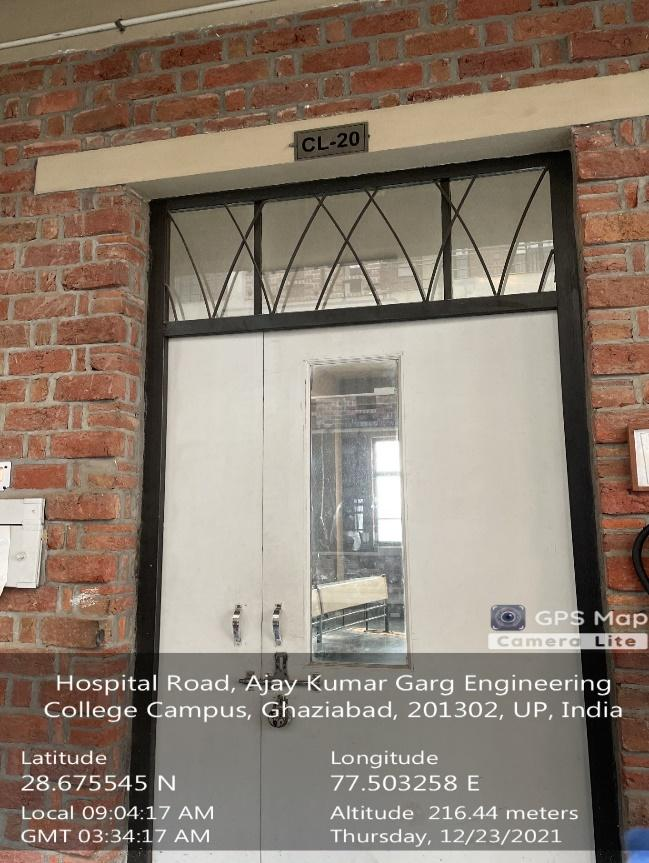 CL-20
GPS Map
Camera Lite
Hospital Road, Ajay Kumar Garg Engineering
College Campus, Ghaziabad, 201302, UP, India
Latitude
28.675545 N
Longitude
77.503258 E
Local 09:04:17 AM
GMT 03:34:17 AM
Altitude 216.44 meters
Thursday, 12/23/2021